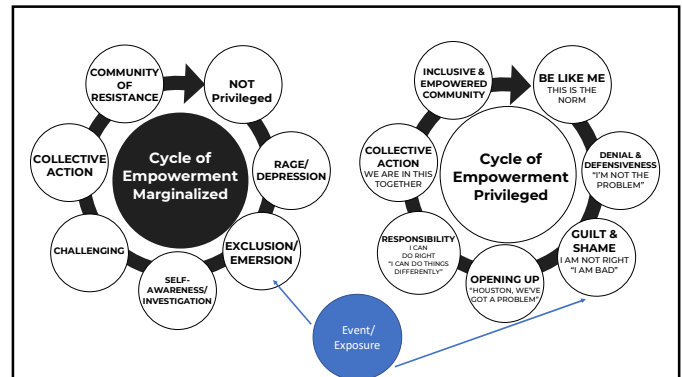 COMMUNITY
OF
RESISTANCE
NOT
Privileged
RAGE/
DEPRESSION
EXCLUSION/
EMERSION
SELF-
AWARENESS/
INVESTIGATION
CHALLENGING
COLLECTIVE
ACTION
Cycle of
Empowerment
Marginalized
INCLUSIVE &
EMPOWERED
COMMUNITY
BE LIKE ME
THIS IS THE
NORM
DENIAL &
DEFENSIVENESS
"I'M NOT THE
PROBLEM"
GUILT &
SHAME
I AM NOT RIGHT
"I AM BAD"
OPENING UP
"HOUSTON, WE'VE
GOT A PROBLEM"
RESPONSIBILITY
I CAN
DO RIGHT
"I CAN DO THINGS
DIFFERENTLY"
COLLECTIVE
ACTION
WE ARE IN THIS
TOGETHER
Cycle of
Empowerment
Privileged
Event/
Exposure